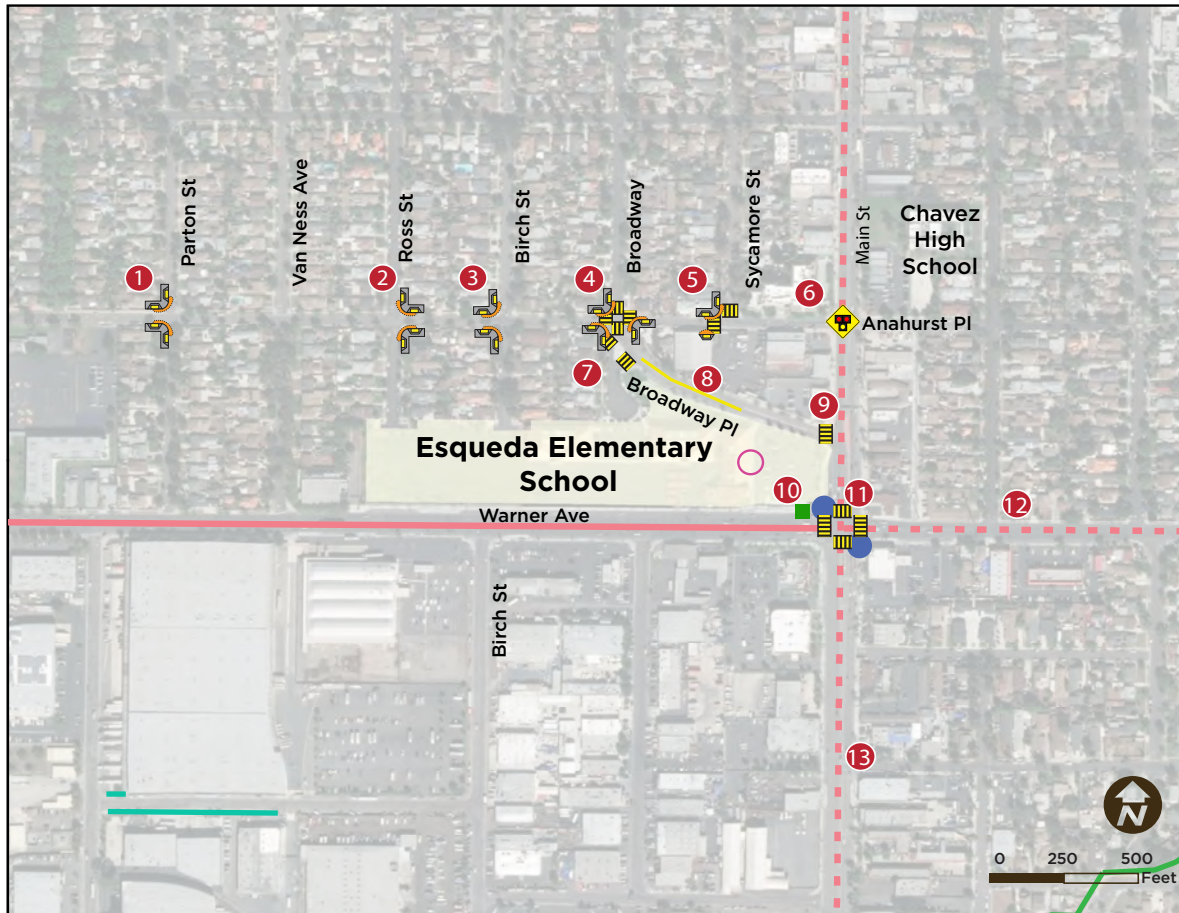 Parton St
Van Ness Ave
Ross St
Birch St
Broadway
Sycamore St
Main St
Chavez
High
School
1
2
3
4
5
6
Anahurst Pl
7
8
Broadway Pl
9
Esqueda Elementary
School
10
11
12
Warner Ave
Birch St
13
N
0 250 500
Feet